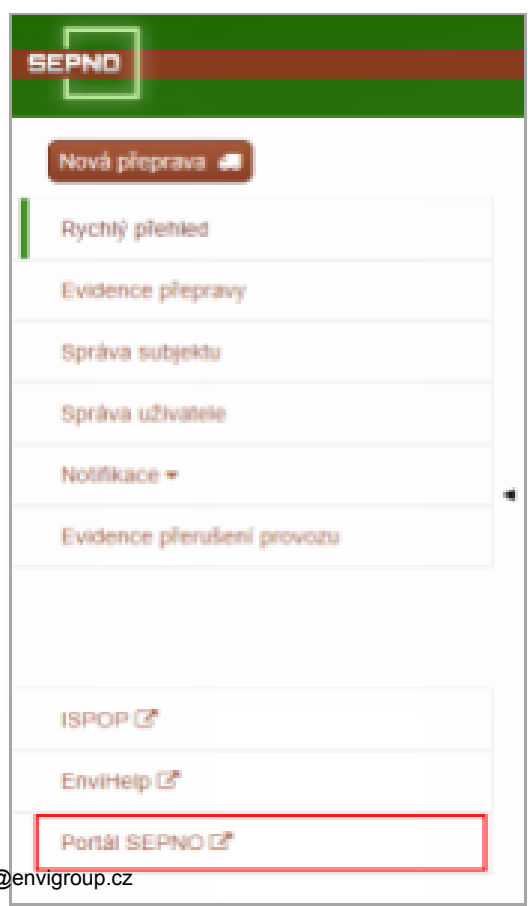 SEPNO
Nová přeprava
Rychlý přehled
Evidence přepravy
Správa subjektu
Správa uživatele
Notifikace
Evidence přerušení provozu
ISPOP
EnviHelp
Portál SEPNO
@envigroup.cz